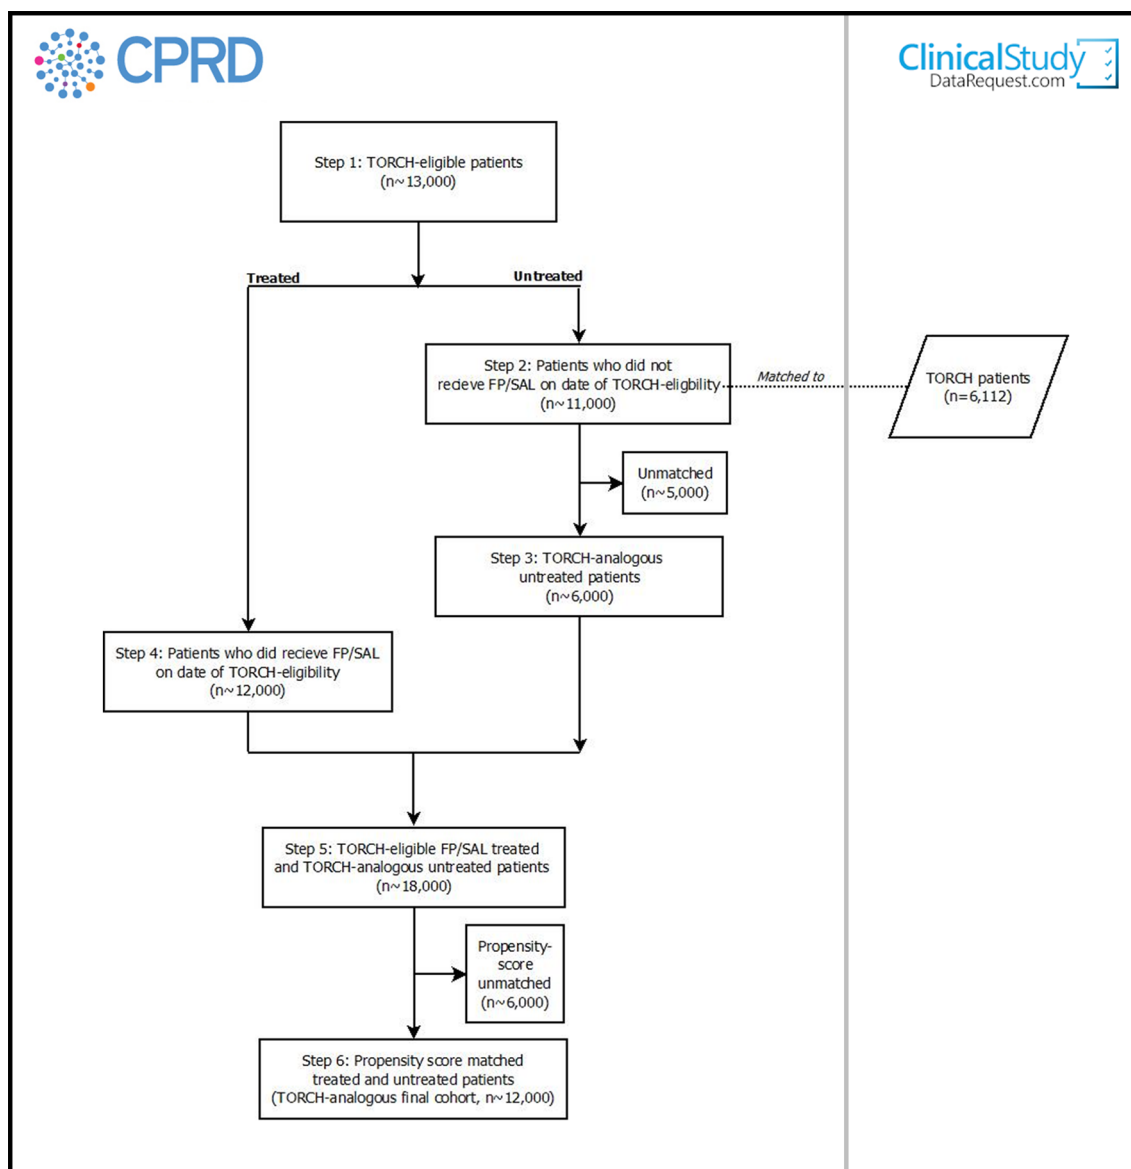 CPRD
ClinicalStudy
DataRequest.com
Step 1: TORCH-eligible patients
(n~13,000)
Treated
Untreated
Step 2: Patients who did not
recieve FP/SAL on date of TORCH-eligbility
(n~11,000)
Matched to
TORCH patients
(n=6,112)
Unmatched
(n~5,000)
Step 3: TORCH-analogous
untreated patients
(n~6,000)
Step 4: Patients who did recieve FP/SAL
on date of TORCH-eligibility
(n~12,000)
Step 5: TORCH-eligible FP/SAL treated
and TORCH-analogous untreated patients
(n~18,000)
Propensity-
score
unmatched
(n~6,000)
Step 6: Propensity score matched
treated and untreated patients
(TORCH-analogous final cohort, n~12,000)